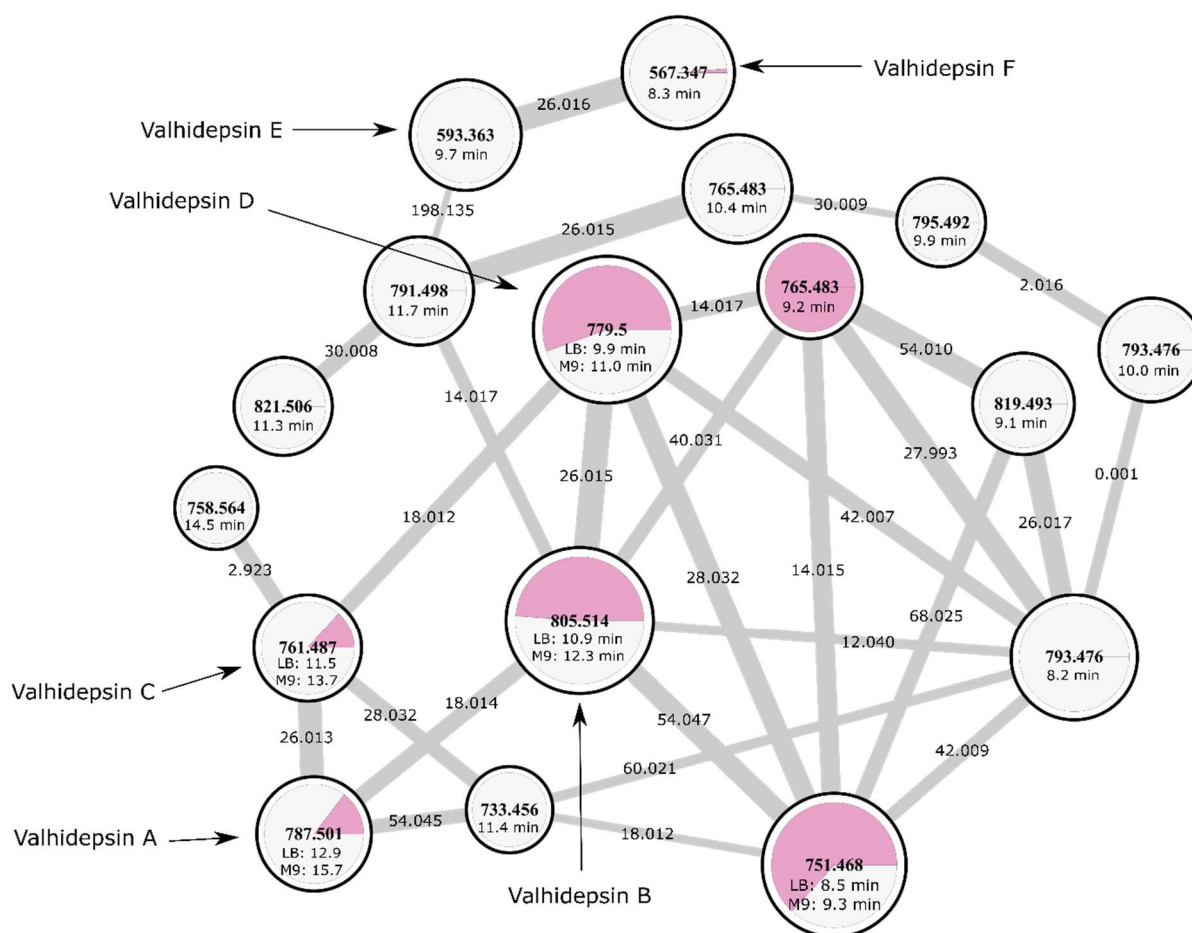 567.347
8.3 min
Valhidepsin F
26.016
Valhidepsin E
593.363
9.7 min
Valhidepsin D
198.135
765.483
10.4 min
30.009
795.492
9.9 min
26.015
791.498
11.7 min
779.5
LB: 9.9 min
M9: 11.0 min
14.017
765.483
9.2 min
2.016
54.010
793.476
10.0 min
30.008
821.506
11.3 min
14.017
40.031
819.493
9.1 min
27.993
26.015
0.001
758.564
14.5 min
18.012
42.007
26.017
2.923
28.032
14.015
68.025
805.514
LB: 10.9 min
M9: 12.3 min
12.040
793.476
8.2 min
761.487
LB: 11.5
M9: 13.7
Valhidepsin C
18.014
28.032
54.047
26.013
42.009
60.021
733.456
11.4 min
54.045
18.012
Valhidepsin A
787.501
LB: 12.9
M9: 15.7
751.468
LB: 8.5 min
M9: 9.3 min
Valhidepsin B